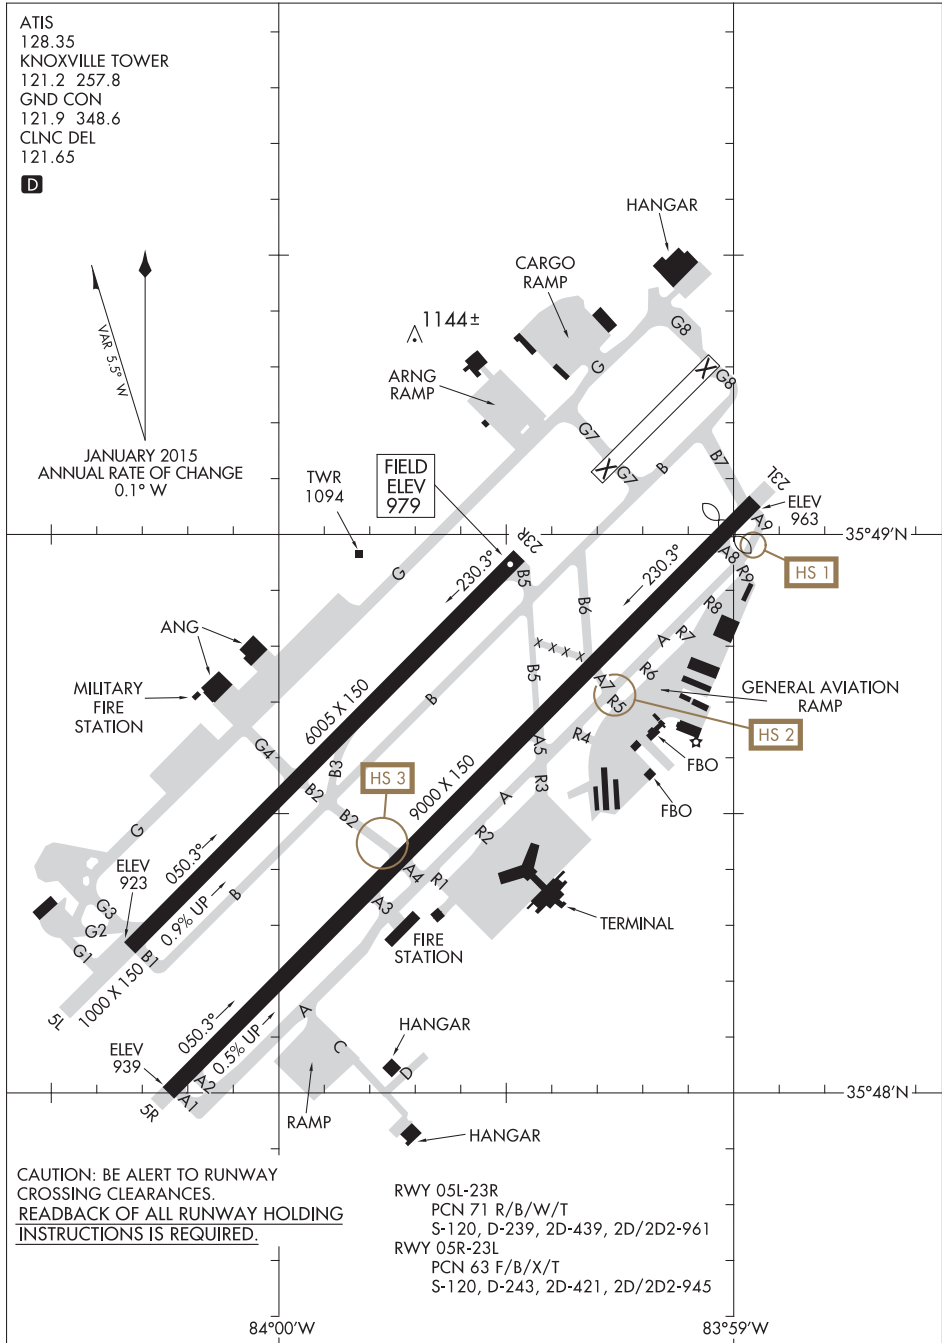 ATIS
128.35
KNOXVILLE TOWER
121.2 257.8
GND CON
121.9 348.6
CLNC DEL
121.65
D
HANGAR
CARGO
RAMP
1144±
G8
G
VAR 5.5° W
ARNG
RAMP
X
G8
G7
B
B7
JANUARY 2015
ANNUAL RATE OF CHANGE
0.1° W
TWR
1094
FIELD
ELEV
979
X
G7
23L
ELEV
963
A9
23R
35°49'N
A8
R9
HS 1
G
230.3°
B5
230.3°
B6
R8
ANG
A
R7
x x x x
B5
R6
MILITARY
FIRE
STATION
A7
R5
GENERAL AVIATION
RAMP
B
6005 X 150
HS 2
G4
R4
A5
FBO
B3
HS 3
9000 X 150
R3
FBO
B2
A
B2
G
R2
050.3°
ELEV
923
A4
R1
0.9% UP
B
A3
G3
G2
TERMINAL
G1
B1
FIRE
STATION
1000 X 150
5L
A
HANGAR
050.3°
0.5% UP
ELEV
939
C
D
A2
35°48'N
A1
5R
RAMP
HANGAR
CAUTION: BE ALERT TO RUNWAY
CROSSING CLEARANCES.
READBACK OF ALL RUNWAY HOLDING
INSTRUCTIONS IS REQUIRED.
RWY 05L-23R
PCN 71 R/B/W/T
S-120, D-239, 2D-439, 2D/2D2-961
RWY 05R-23L
PCN 63 F/B/X/T
S-120, D-243, 2D-421, 2D/2D2-945
84°00'W
83°59'W